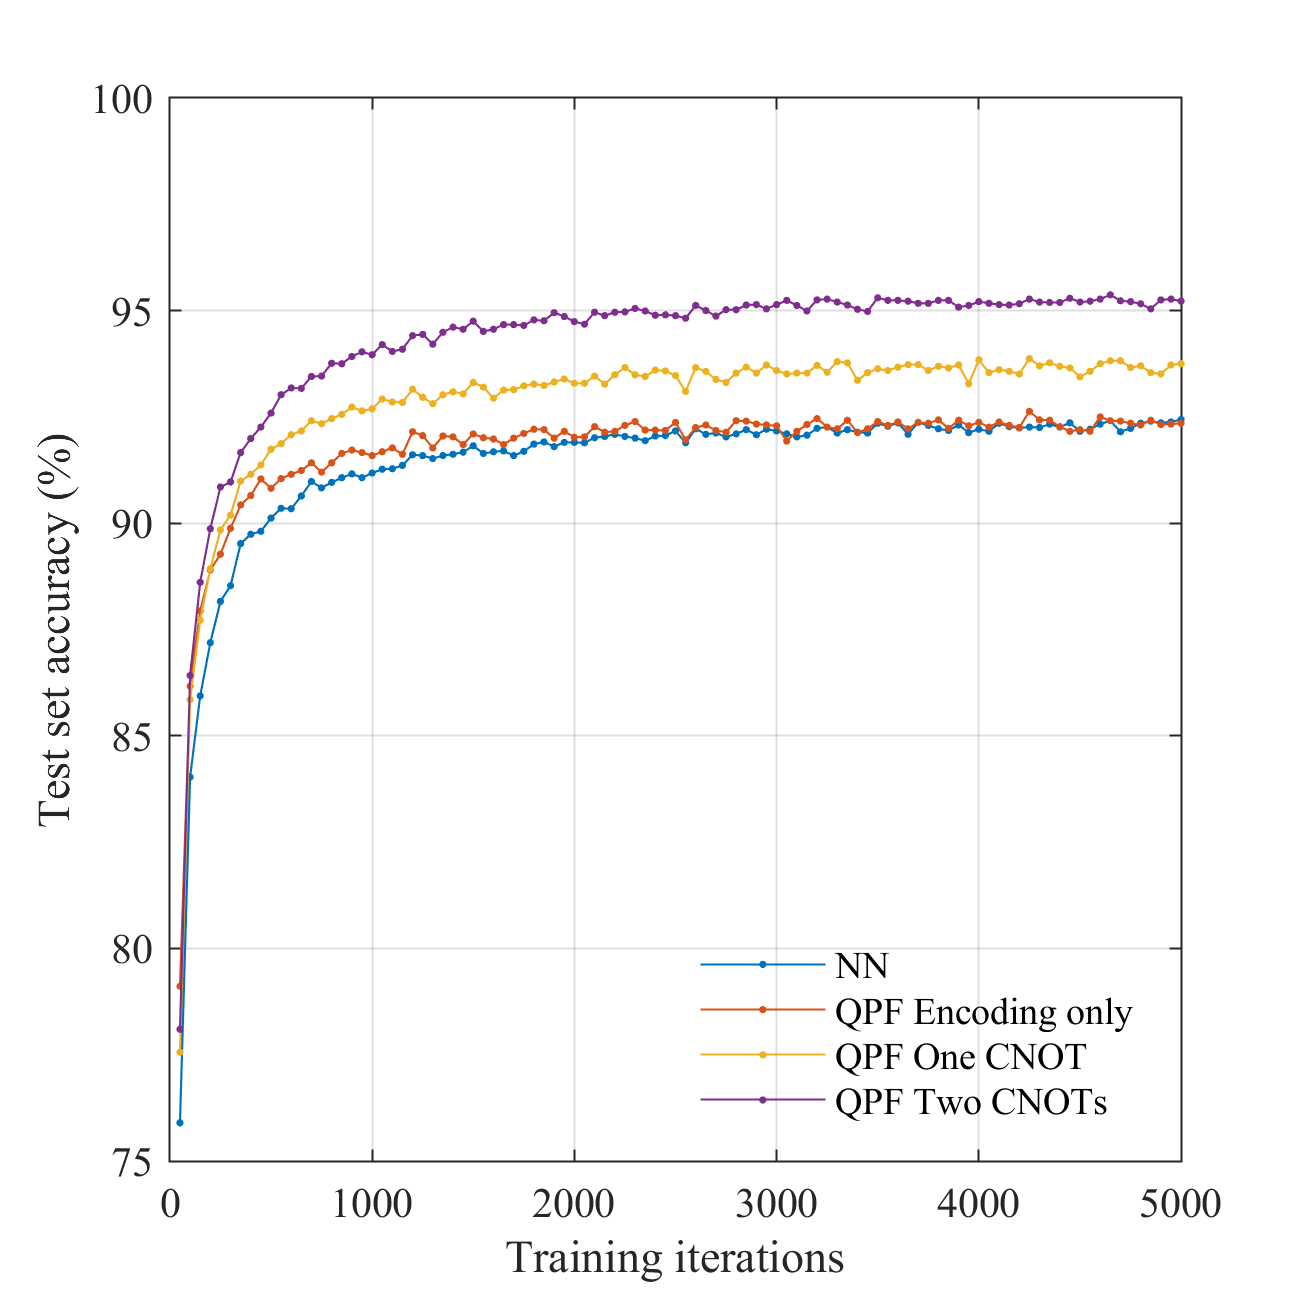 100
95
90
85
80
75
Test set accuracy (%)
NN
QPF Encoding only
QPF One CNOT
QPF Two CNOTs
0 1000 2000 3000 4000 5000
Training iterations